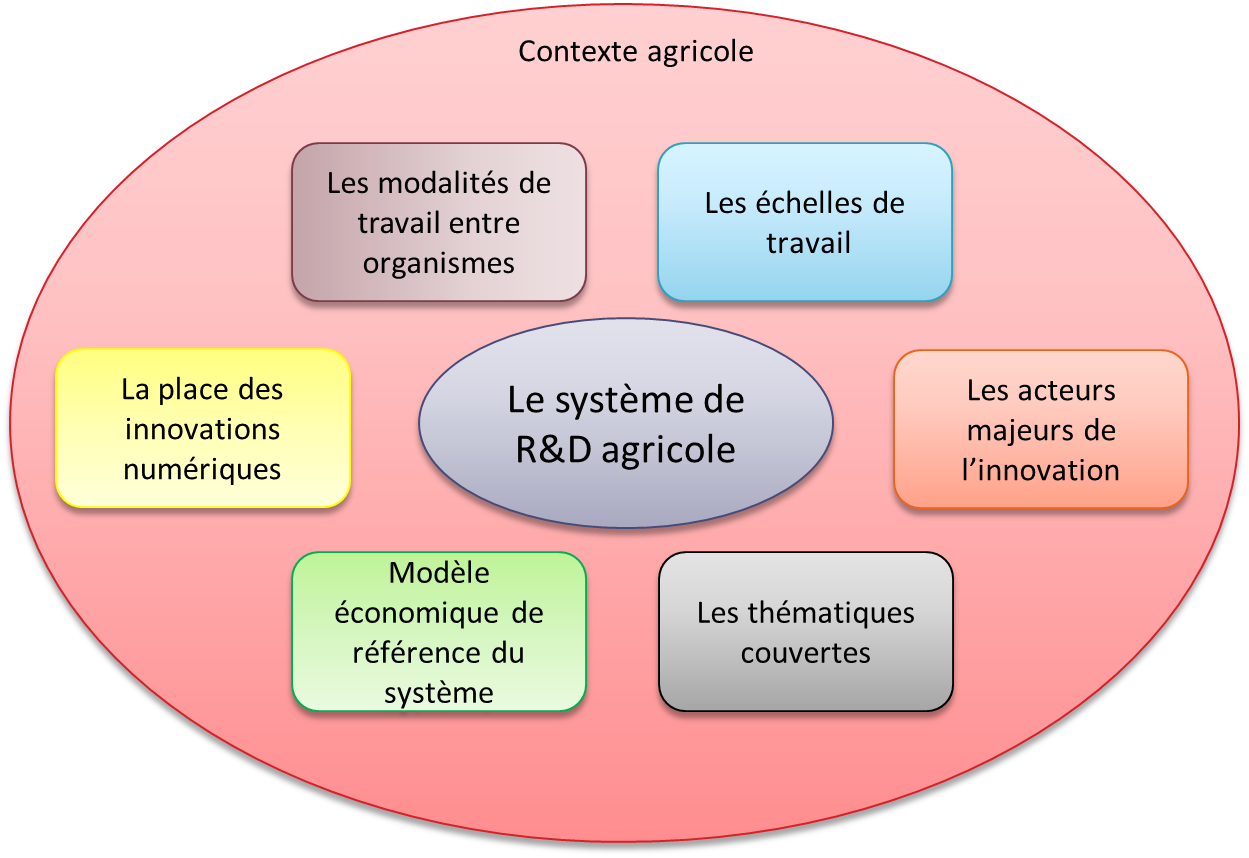 Contexte agricole
Les modalités de
travail entre
organismes
Les échelles de
travail
La place des
innovations
numériques
Le système de
R&D agricole
Les acteurs
majeurs de
l’innovation
Modèle
économique de
référence du
système
Les thématiques
couvertes